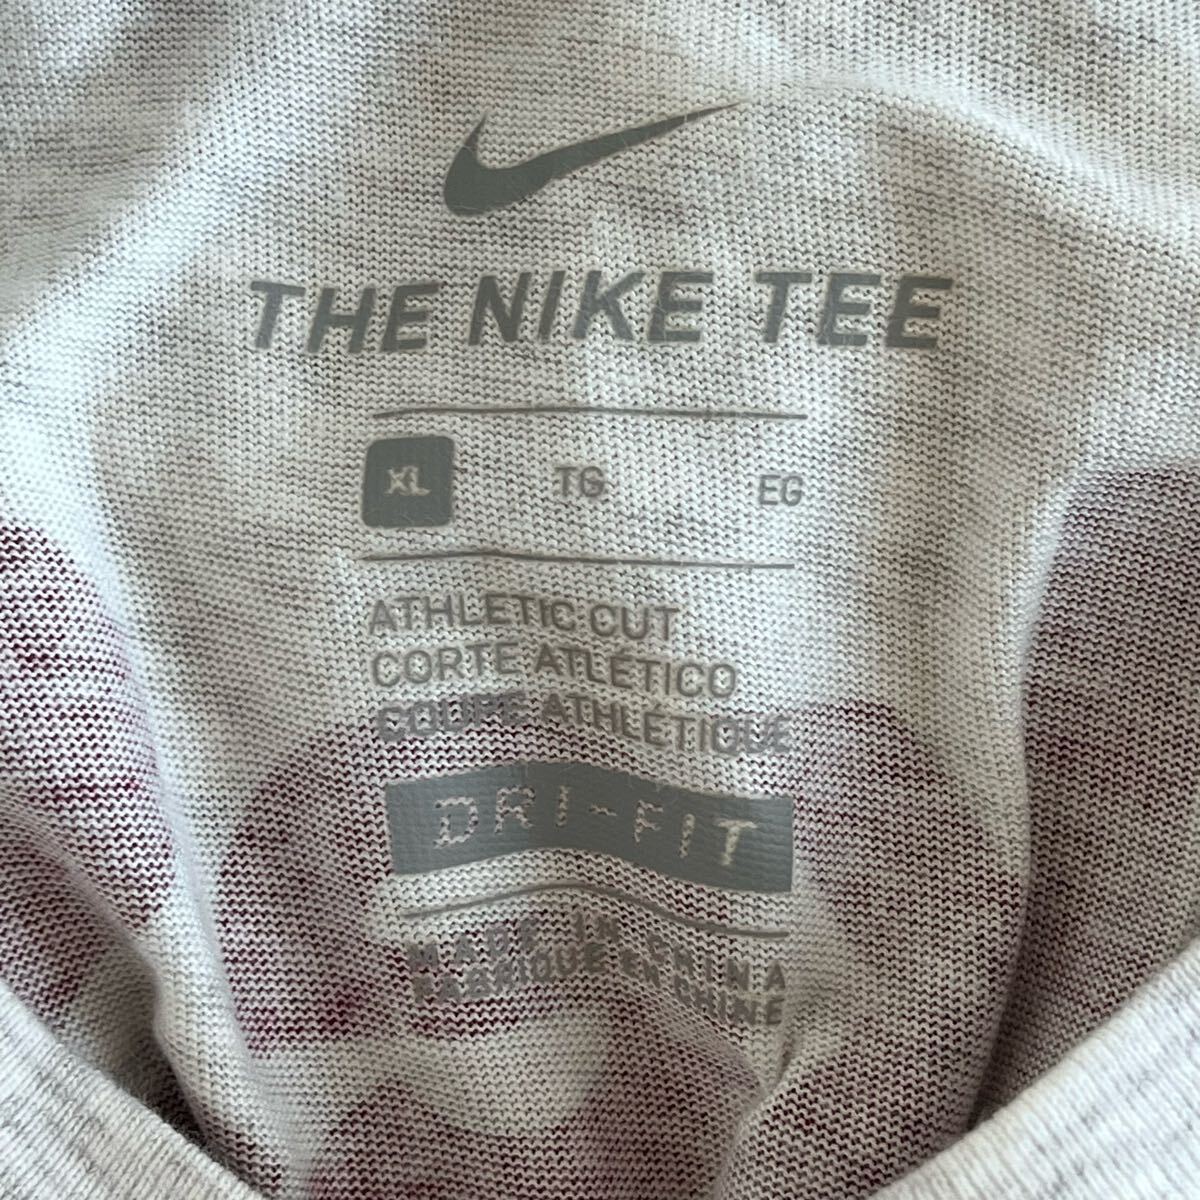 THE NIKE TEE
XL TG EG
ATHLETIC CUT
CORTE ATLÉTICO
COUPE ATHLÉTIQUE
DRI-FIT
MADE IN CHINA
FABRIQUE EN CHINE